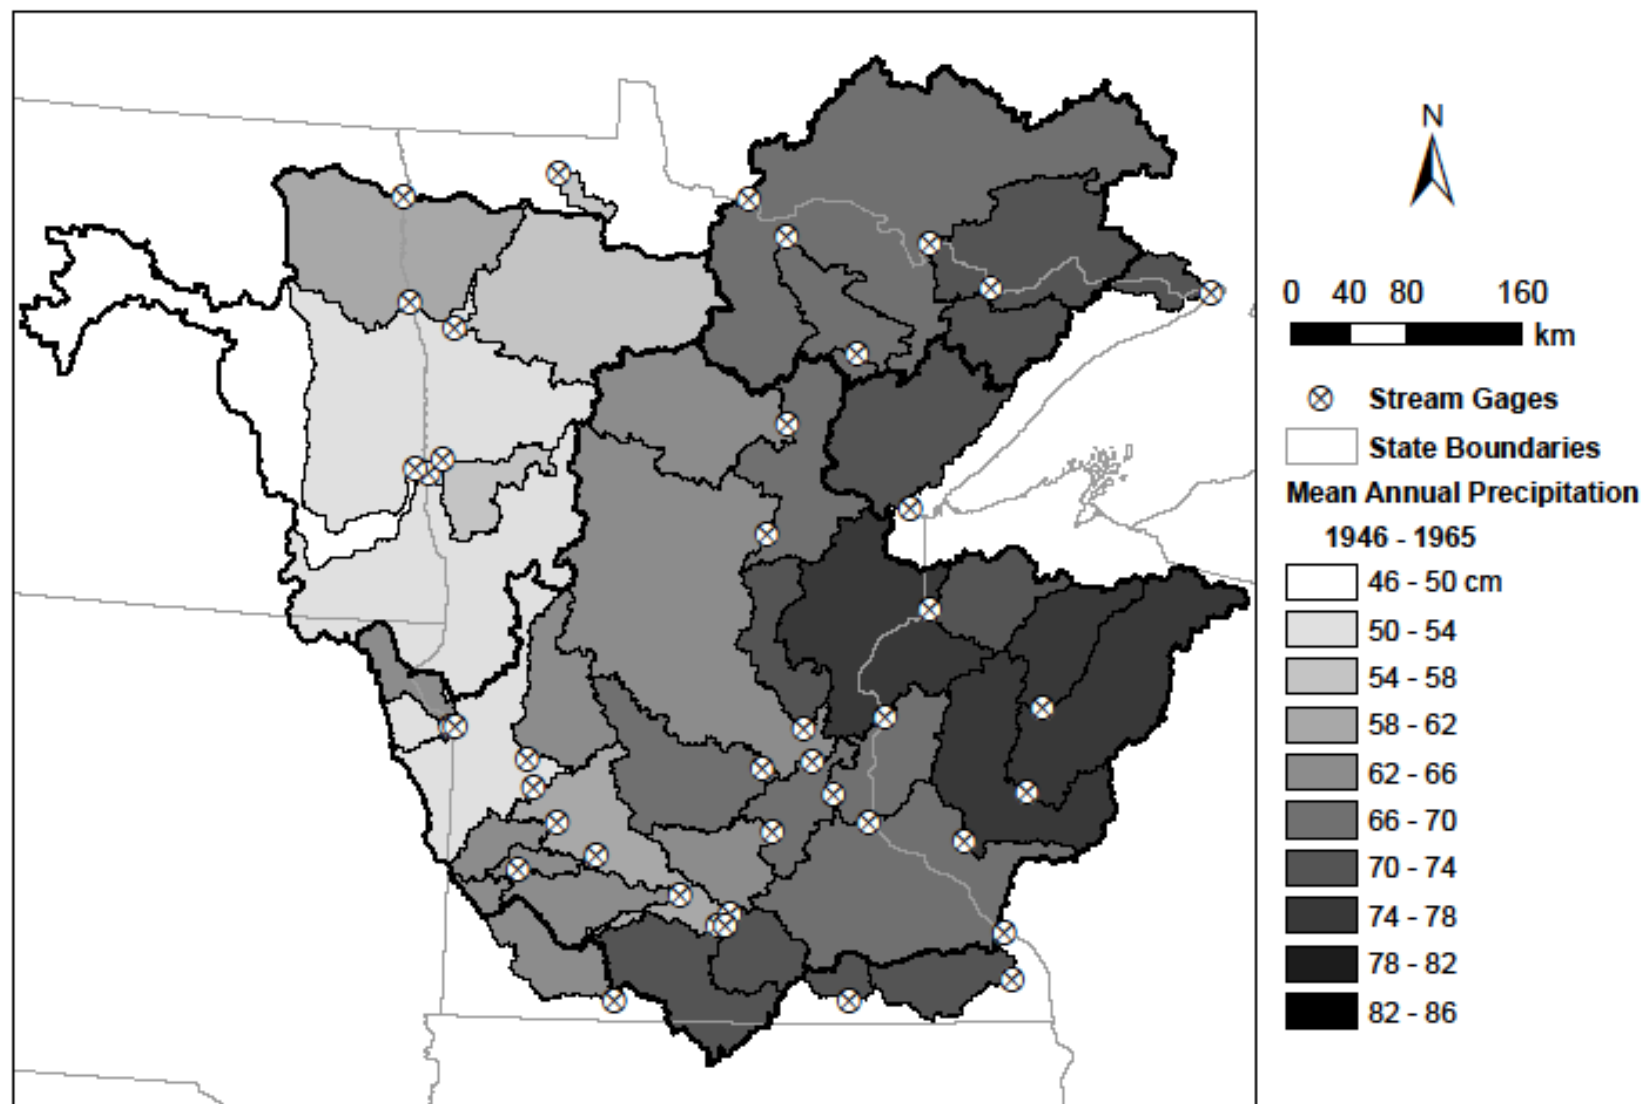 N
0 40 80 160
km
Stream Gages
State Boundaries
Mean Annual Precipitation
1946 - 1965
46 - 50 cm
50 - 54
54 - 58
58 - 62
62 - 66
66 - 70
70 - 74
74 - 78
78 - 82
82 - 86